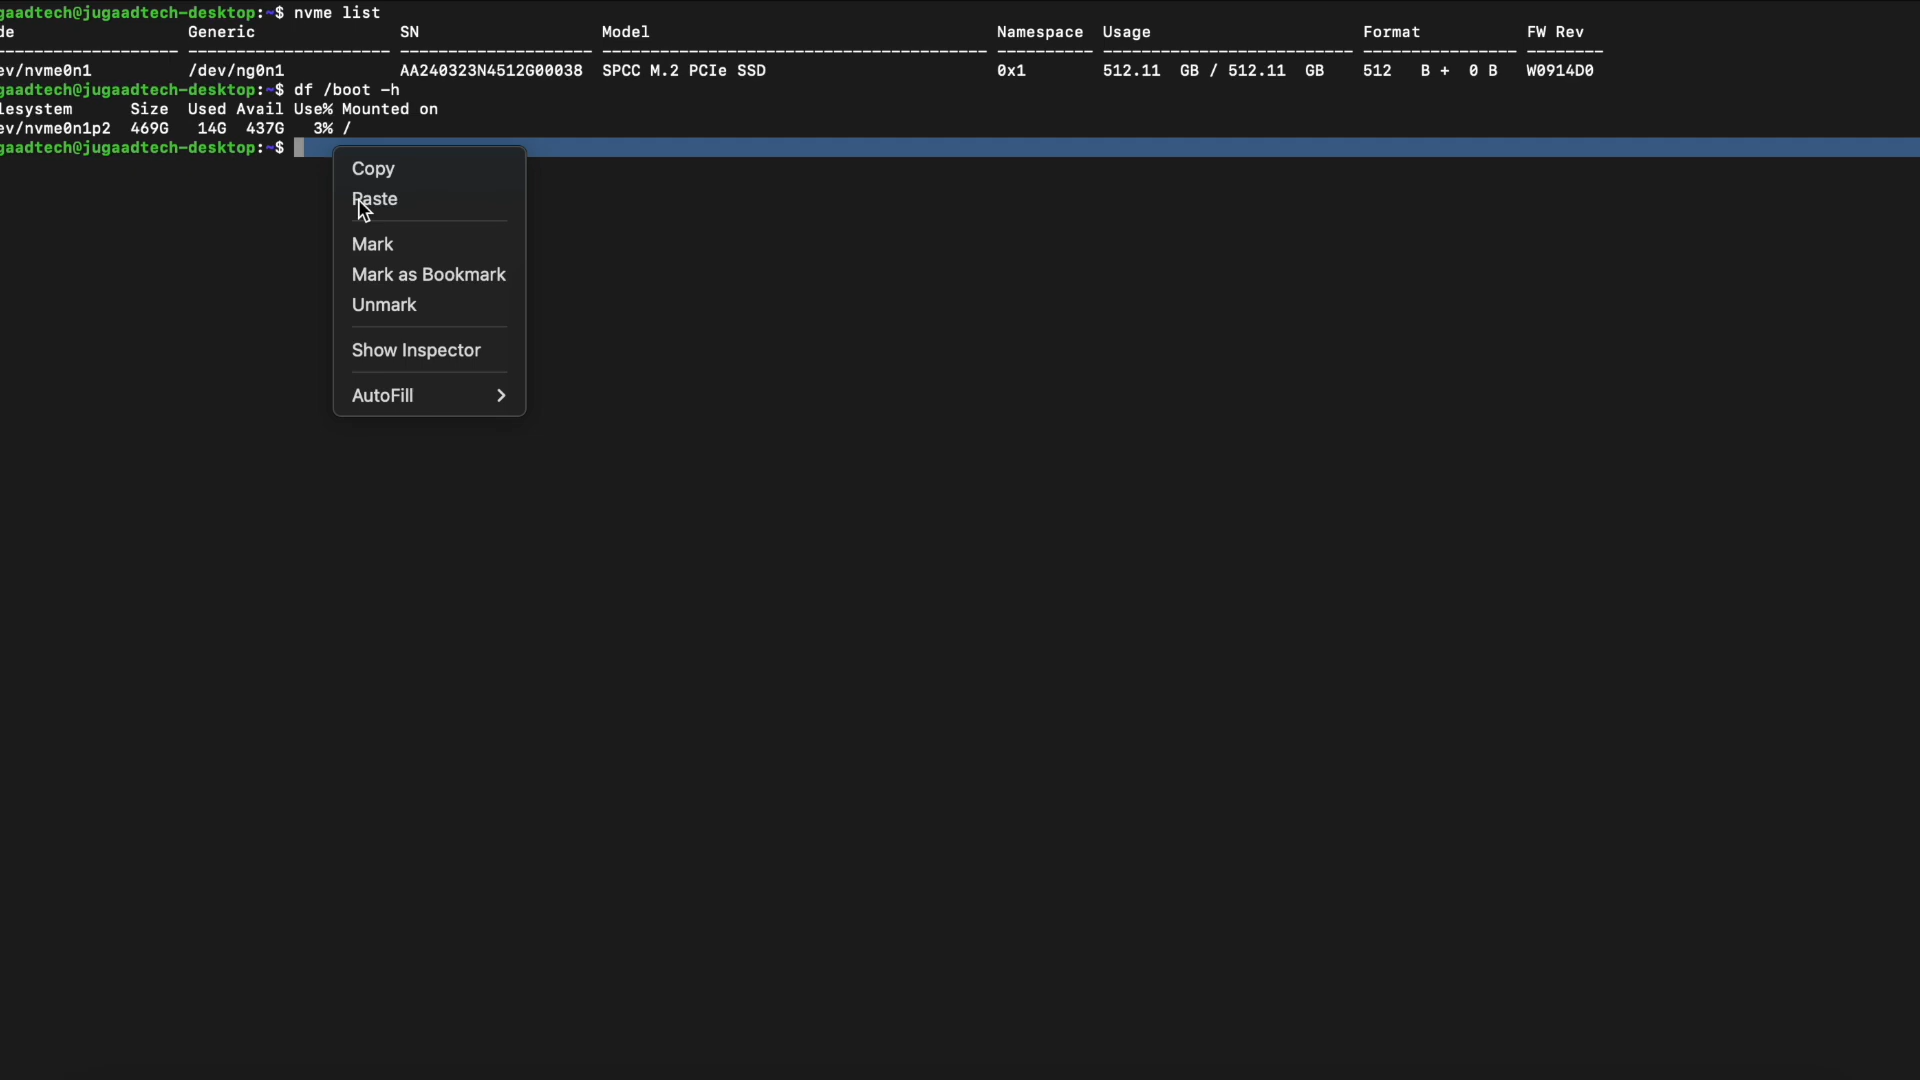 gaadtech@jugaadtech-desktop:~$ nvme list
de Generic SN Model Namespace Usage Format FW Rev
------------------- --------------------- -------------------- ---------------------------------------- ---------- -------------------------- ---------------- --------
ev/nvme0n1 /dev/ng0n1 AA240323N4512G00038 SPCC M.2 PCIe SSD 0x1 512.11 GB / 512.11 GB 512 B + 0 B W0914D0
gaadtech@jugaadtech-desktop:~$ df /boot -h
lesystem Size Used Avail Use% Mounted on
ev/nvme0n1p2 469G 14G 437G 3% /
gaadtech@jugaadtech-desktop:~$
Copy
Paste
Mark
Mark as Bookmark
Unmark
Show Inspector
AutoFill